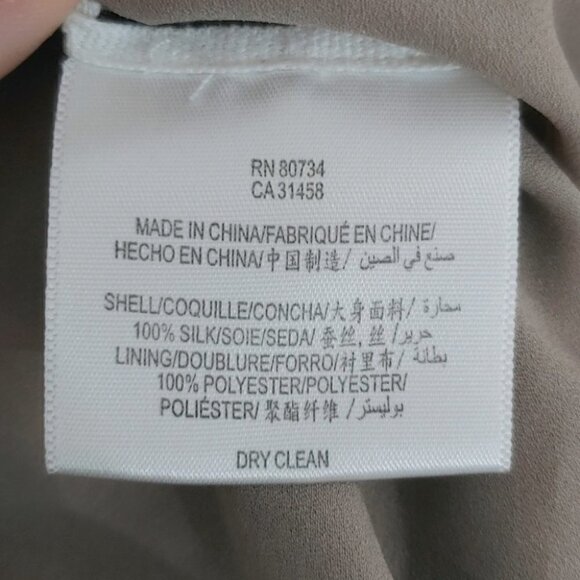 RN 80734
CA 31458
MADE IN CHINA/FABRIQUÉ EN CHINE/
HECHO EN CHINA/中国制造/ صنع في الصين /
SHELL/COQUILLE/CONCHA/大身面料/ سحارة /
100% SILK/SOIE/SEDA/ 蚕丝, 丝 / حرير/
LINING/DOUBLURE/FORRO/衬里布/ بطانة /
100% POLYESTER/POLYESTER/
POLIÉSTER/ 聚酯纤维 / بوليستر /
DRY CLEAN